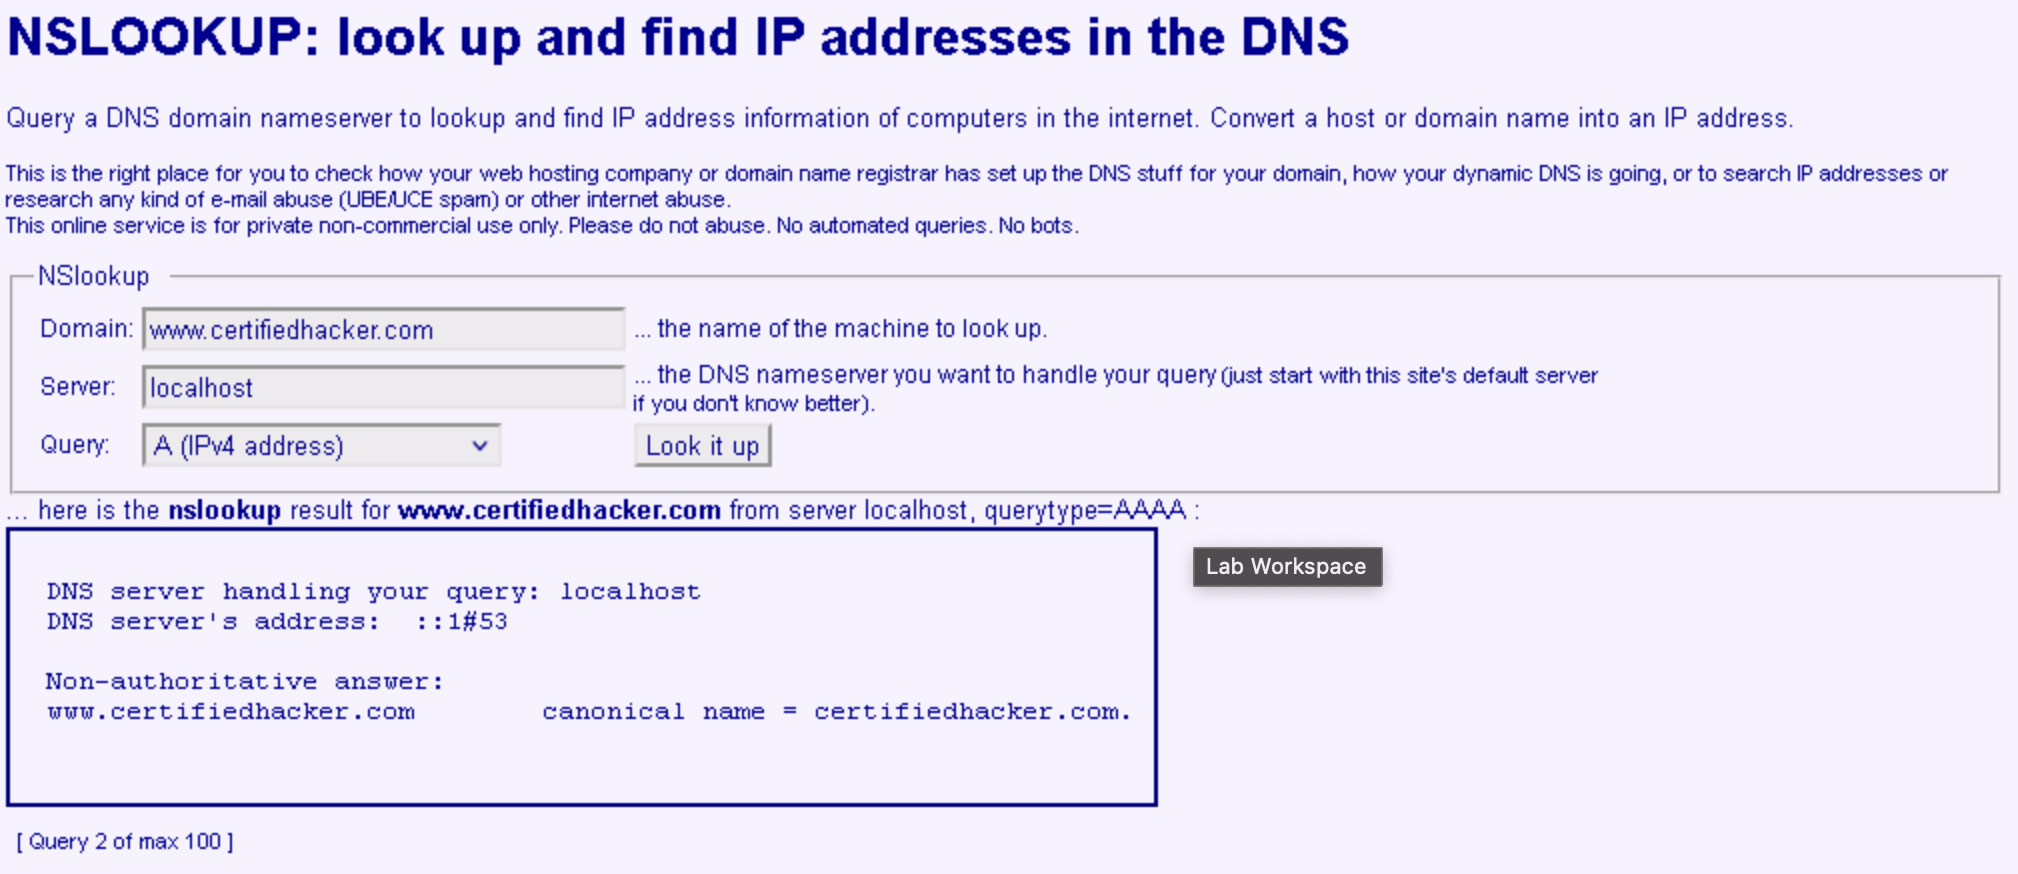 NSLOOKUP: look up and find IP addresses in the DNS
Query a DNS domain nameserver to lookup and find IP address information of computers in the internet. Convert a host or domain name into an IP address.
This is the right place for you to check how your web hosting company or domain name registrar has set up the DNS stuff for your domain, how your dynamic DNS is going, or to search IP addresses or
research any kind of e-mail abuse (UBE/UCE spam) or other internet abuse.
This online service is for private non-commercial use only. Please do not abuse. No automated queries. No bots.
NSlookup
Domain: www.certifiedhacker.com ... the name of the machine to look up.
Server: localhost ... the DNS nameserver you want to handle your query (just start with this site's default server
if you don't know better).
Query: A (IPv4 address) Look it up
... here is the nslookup result for www.certifiedhacker.com from server localhost, querytype=AAAA :
Lab Workspace
DNS server handling your query: localhost
DNS server's address: ::1#53
Non-authoritative answer:
www.certifiedhacker.com canonical name = certifiedhacker.com.
[ Query 2 of max 100 ]